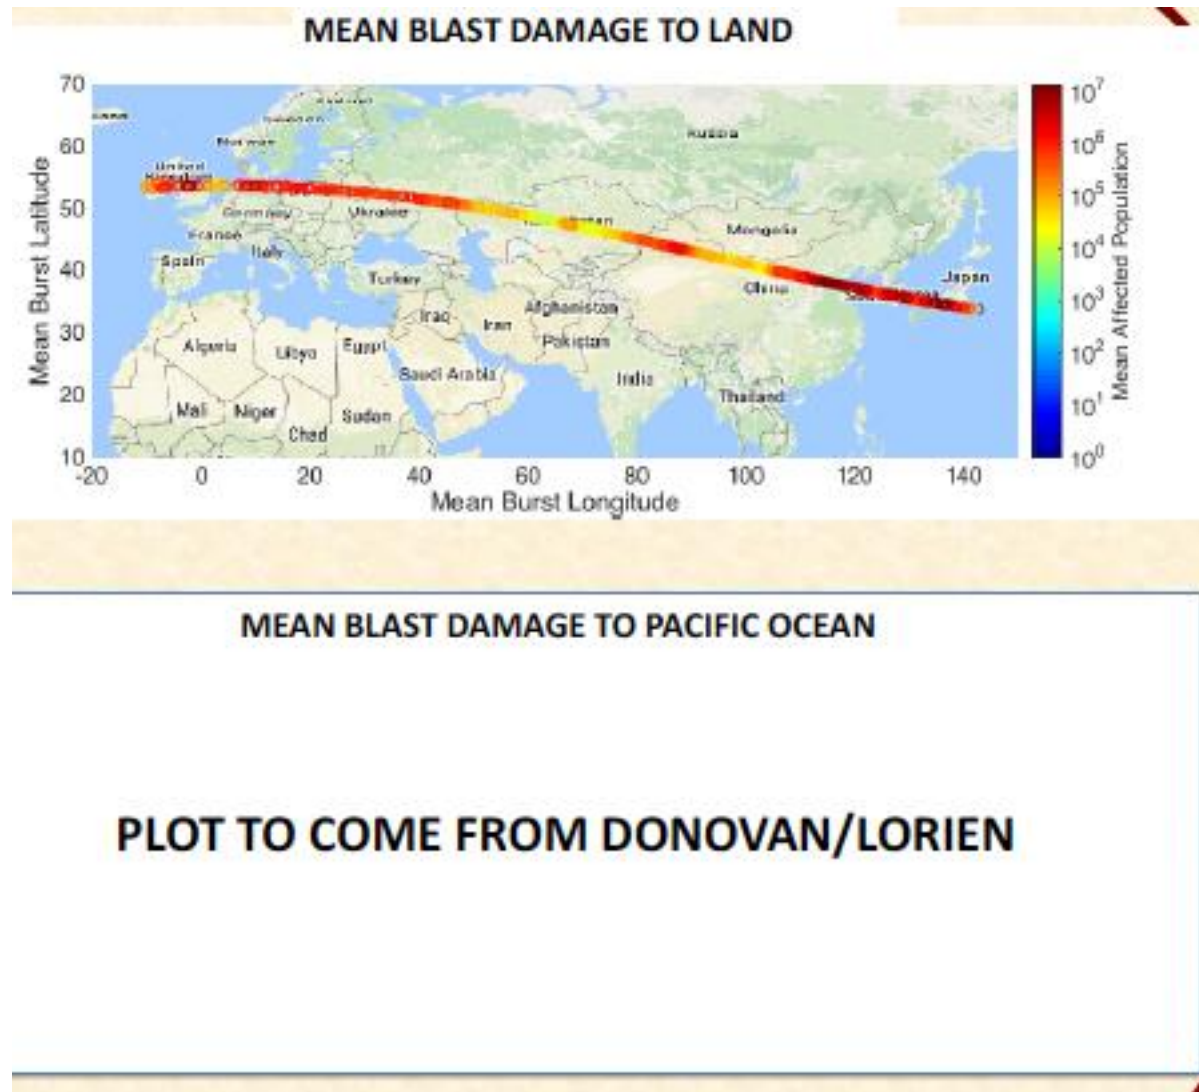 MEAN BLAST DAMAGE TO LAND
70
60
50
40
30
20
10
Mean Burst Latitude
Norway
United
Kingdom
Germany
Ukraine
France
Spain
Italy
Turkey
Russia
Mongolia
China
Japan
Iraq
Iran
Afghanistan
Pakistan
Algeria
Libya
Egypt
Saudi Arabia
India
Thailand
Mali
Niger
Chad
Sudan
-20
0
20
40
60
80
100
120
140
Mean Burst Longitude
10⁷
10⁶
10⁵
10⁴
10³
10²
10¹
10⁰
Mean Affected Population
MEAN BLAST DAMAGE TO PACIFIC OCEAN
PLOT TO COME FROM DONOVAN/LORIEN